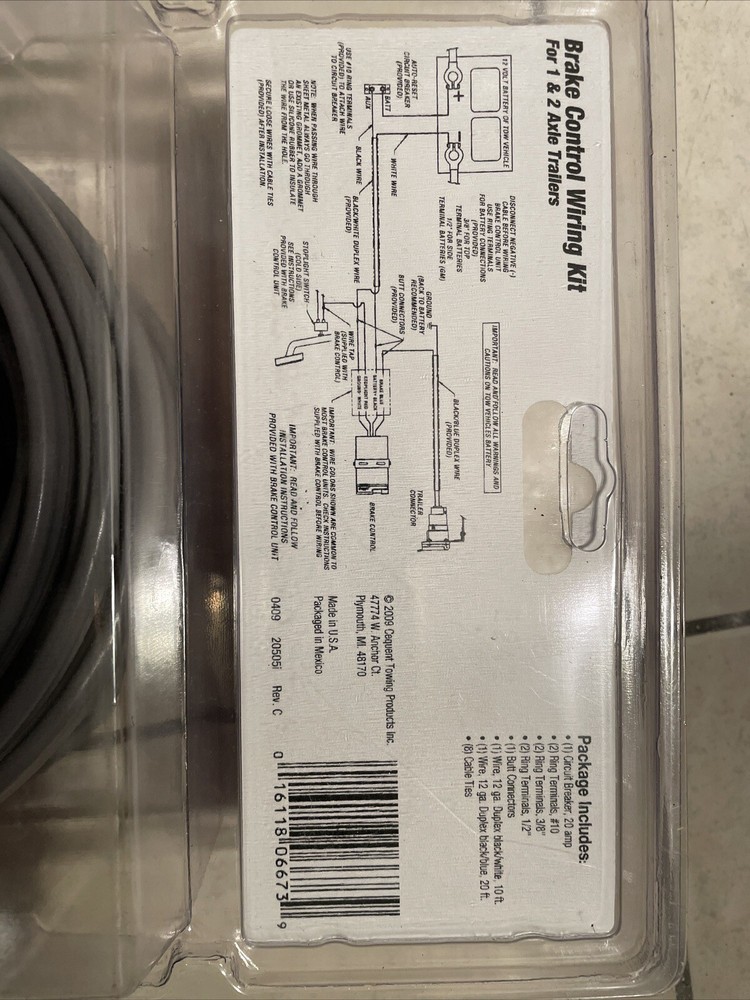 Brake Control Wiring Kit
For 1 & 2 Axle Trailers
12 VOLT BATTERY OF TOW VEHICLE
DISCONNECT NEGATIVE (-)
CABLE BEFORE WIRING
BRAKE CONTROL UNIT
USE RING TERMINALS
FOR BATTERY CONNECTIONS
(PROVIDED)
3/8" FOR TOP
TERMINAL BATTERIES
1/2" FOR SIDE
TERMINAL BATTERIES (GM)
IMPORTANT: READ AND FOLLOW ALL WARNINGS AND
CAUTIONS ON TOW VEHICLES BATTERY.
+
-
AUTO-RESET
CIRCUIT BREAKER
(PROVIDED)
BATT
AUX
USE #10 RING TERMINALS
(PROVIDED) TO ATTACH WIRE
TO CIRCUIT BREAKER
WHITE WIRE
BLACK WIRE
BLACK/WHITE DUPLEX WIRE
(PROVIDED)
GROUND
(BACK TO BATTERY
RECOMMENDED)
BUTT CONNECTORS
(PROVIDED)
BLACK/BLUE DUPLEX WIRE
(PROVIDED)
TRAILER
CONNECTOR
NOTE: WHEN PASSING WIRE THROUGH
SHEET METAL ALWAYS GO THROUGH
AN EXISTING GROMMET, ADD A GROMMET
OR USE SILICONE RUBBER TO INSULATE
THE WIRE FROM THE HOLE.
SECURE LOOSE WIRES WITH CABLE TIES
(PROVIDED) AFTER INSTALLATION.
STOPLIGHT SWITCH
(COLD SIDE)
SEE INSTRUCTIONS
PROVIDED WITH BRAKE
CONTROL UNIT
WIRE TAP
(SUPPLIED WITH
BRAKE CONTROL)
BRAKE BLUE
BATTERY+ BLACK
STOPLIGHT RED
GROUND- WHITE
BRAKE CONTROL
IMPORTANT: WIRE COLORS SHOWN ARE COMMON TO
MOST BRAKE CONTROL UNITS. CHECK INSTRUCTIONS
SUPPLIED WITH BRAKE CONTROL BEFORE WIRING
IMPORTANT: READ AND FOLLOW
INSTALLATION INSTRUCTIONS
PROVIDED WITH BRAKE CONTROL UNIT
Package Includes:
• (1) Circuit Breaker, 20 amp
• (2) Ring Terminals, #10
• (2) Ring Terminals, 3/8"
• (2) Ring Terminals, 1/2"
• (1) Butt Connectors
• (1) Wire, 12 ga. Duplex black/white, 10 ft.
• (1) Wire, 12 ga. Duplex black/blue, 20 ft.
• (6) Cable Ties
© 2009 Cequent Towing Products Inc.
47774 W. Anchor Ct.
Plymouth, MI. 48170
Made in U.S.A.
Packaged in Mexico
0409 20505i Rev. C
0 16118 06673 9